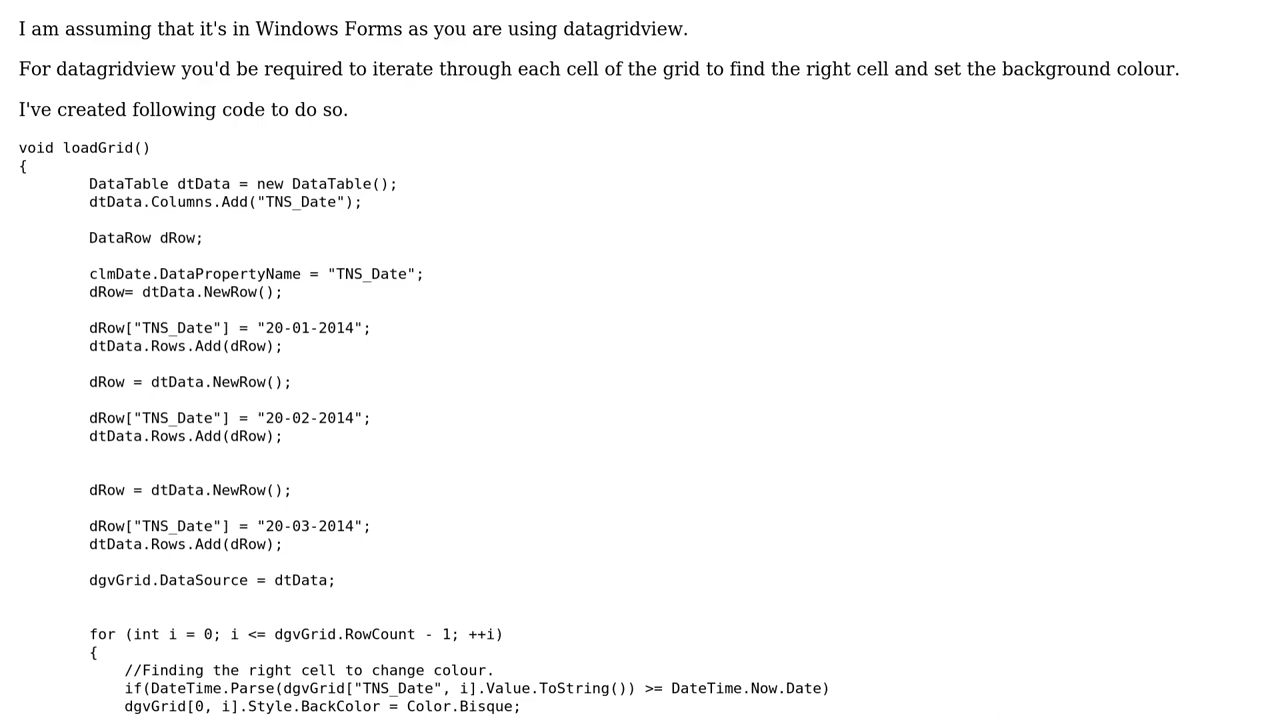 I am assuming that it's in Windows Forms as you are using datagridview.
For datagridview you'd be required to iterate through each cell of the grid to find the right cell and set the background colour.
I've created following code to do so.
void loadGrid()
{
        DataTable dtData = new DataTable();
        dtData.Columns.Add("TNS_Date");

        DataRow dRow;

        clmDate.DataPropertyName = "TNS_Date";
        dRow= dtData.NewRow();

        dRow["TNS_Date"] = "20-01-2014";
        dtData.Rows.Add(dRow);

        dRow = dtData.NewRow();

        dRow["TNS_Date"] = "20-02-2014";
        dtData.Rows.Add(dRow);


        dRow = dtData.NewRow();

        dRow["TNS_Date"] = "20-03-2014";
        dtData.Rows.Add(dRow);

        dgvGrid.DataSource = dtData;


        for (int i = 0; i <= dgvGrid.RowCount - 1; ++i)
        {
            //Finding the right cell to change colour.
            if(DateTime.Parse(dgvGrid["TNS_Date", i].Value.ToString()) >= DateTime.Now.Date)
            dgvGrid[0, i].Style.BackColor = Color.Bisque;